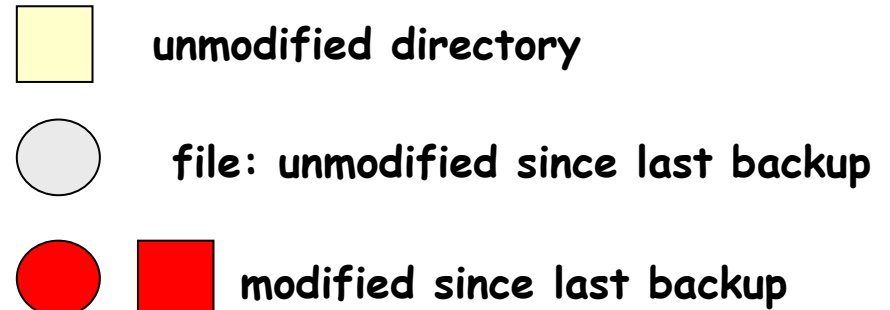 unmodified directory
file: unmodified since last backup
modified since last backup